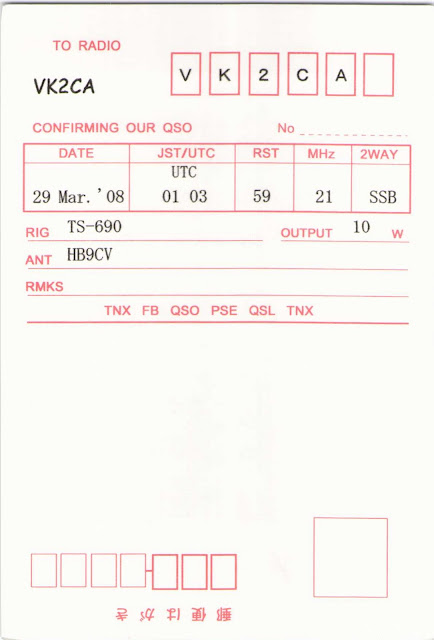 TO RADIO
VK2CA
V K 2 C A
CONFIRMING OUR QSO No
DATE JST/UTC RST MHz 2WAY
UTC
29 Mar.'08 01 03 59 21 SSB
RIG TS-690 OUTPUT 10 W
ANT HB9CV
RMKS
TNX FB QSO PSE QSL TNX
郵便はがき